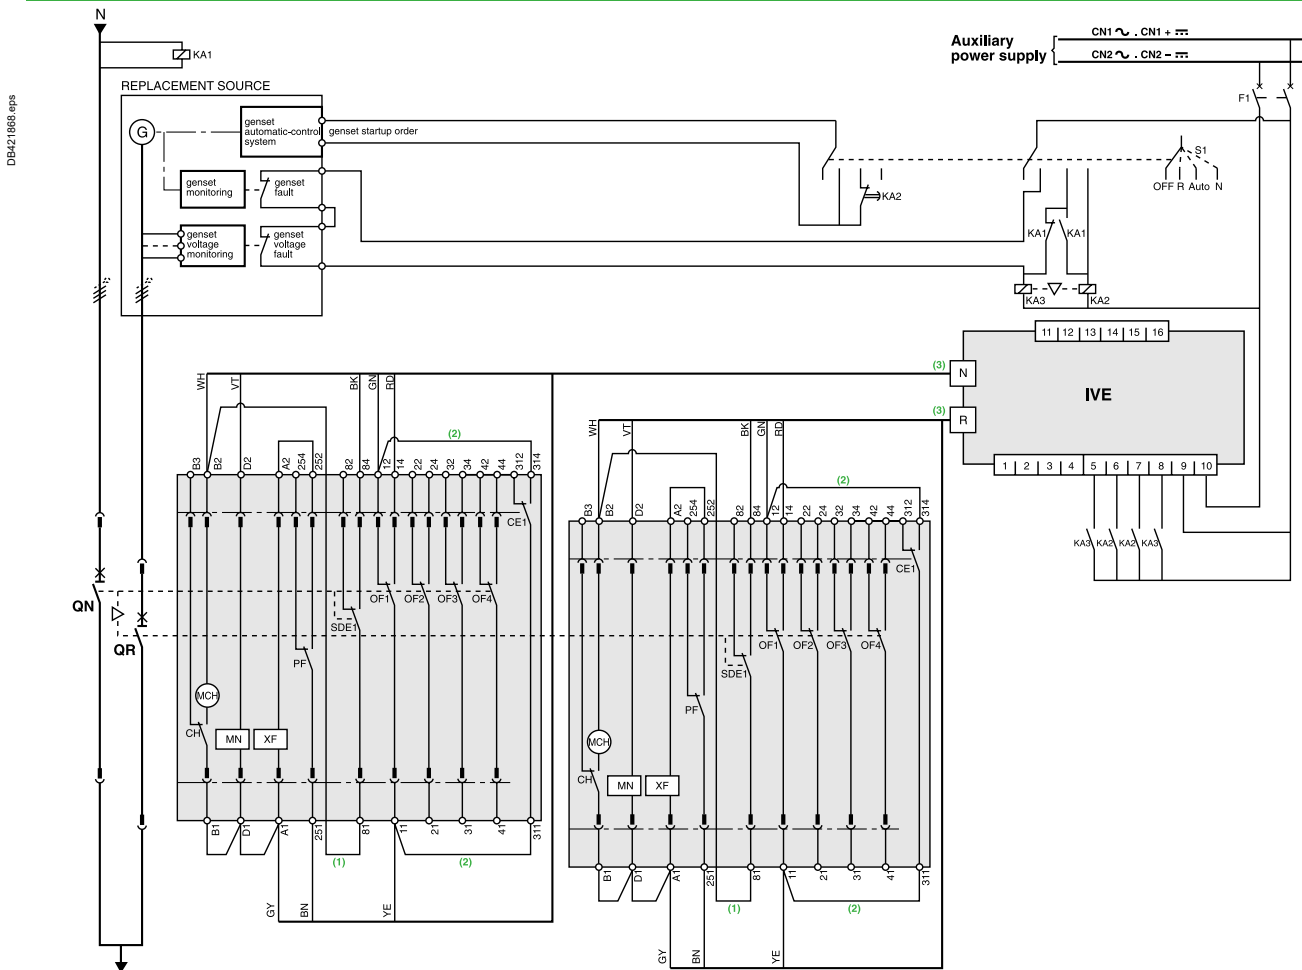 N
KA1
Auxiliary
power supply
CN1 ∿ . CN1 + ⎓
CN2 ∿ . CN2 – ⎓
F1
DB421868.eps
REPLACEMENT SOURCE
G
genset
automatic-control
system
genset startup order
genset
monitoring
genset
fault
genset
voltage
monitoring
genset
voltage
fault
KA2
S1
OFF R Auto N
KA1 KA1
KA3 KA2
11 12 13 14 15 16
(3) N
IVE
(3) R
1 2 3 4 5 6 7 8 9 10
KA3 KA2 KA2 KA3
WH VT BK GN RD
(2)
B3 B2 D2 A2 254 252 82 84 12 14 22 24 32 34 42 44 312 314
CE1
QN
QR
OF1 OF2 OF3 OF4
SDE1
PF
MCH
CH
MN XF
B1 D1 A1 251 81 11 21 31 41 311
(1) (2)
GY BN YE
WH VT BK GN RD
(2)
B3 B2 D2 A2 254 252 82 84 12 14 22 24 32 34 42 44 312 314
CE1
OF1 OF2 OF3 OF4
SDE1
PF
MCH
CH
MN XF
B1 D1 A1 251 81 11 21 31 41 311
(1) (2)
GY BN YE